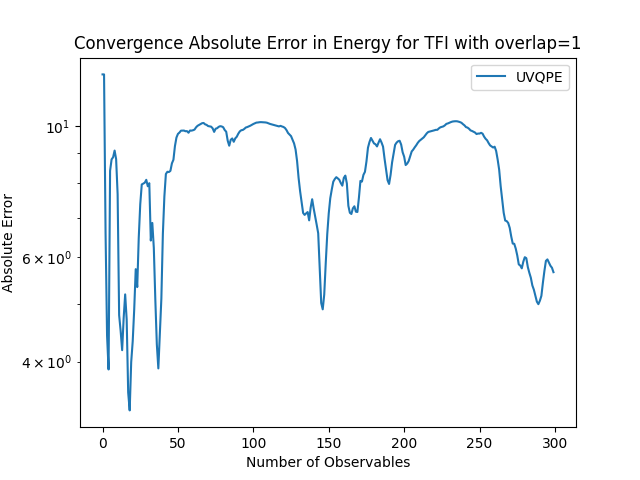 Convergence Absolute Error in Energy for TFI with overlap=1
UVQPE
10¹
6 × 10⁰
4 × 10⁰
Absolute Error
0 50 100 150 200 250 300
Number of Observables